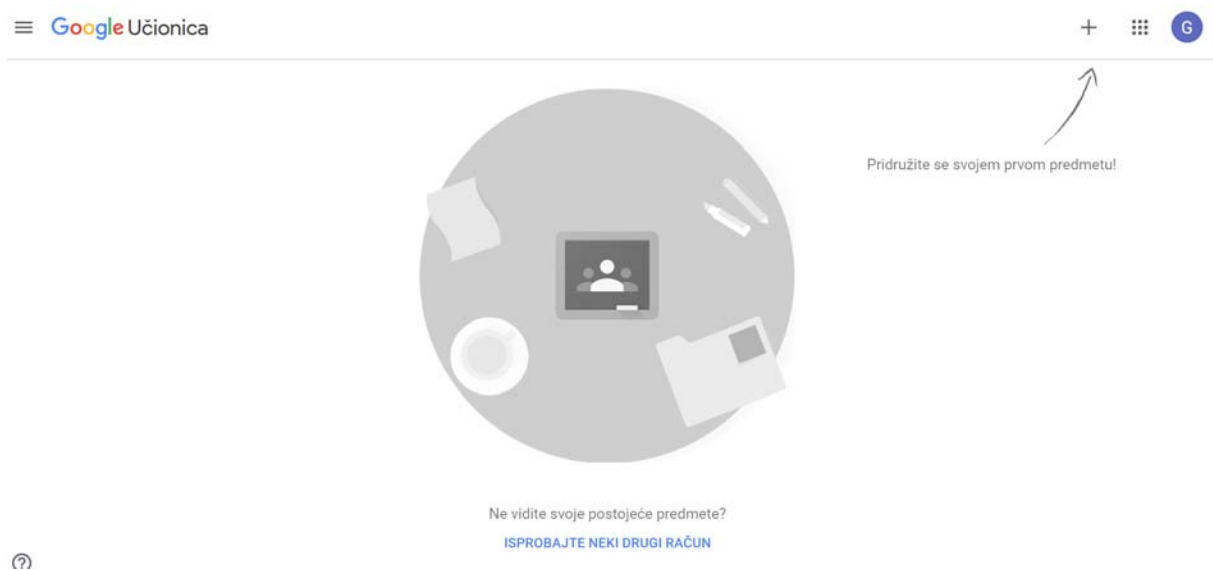 Google Učionica
G
Pridružite se svojem prvom predmetu!
Ne vidite svoje postojeće predmete?
ISPROBAJTE NEKI DRUGI RAČUN